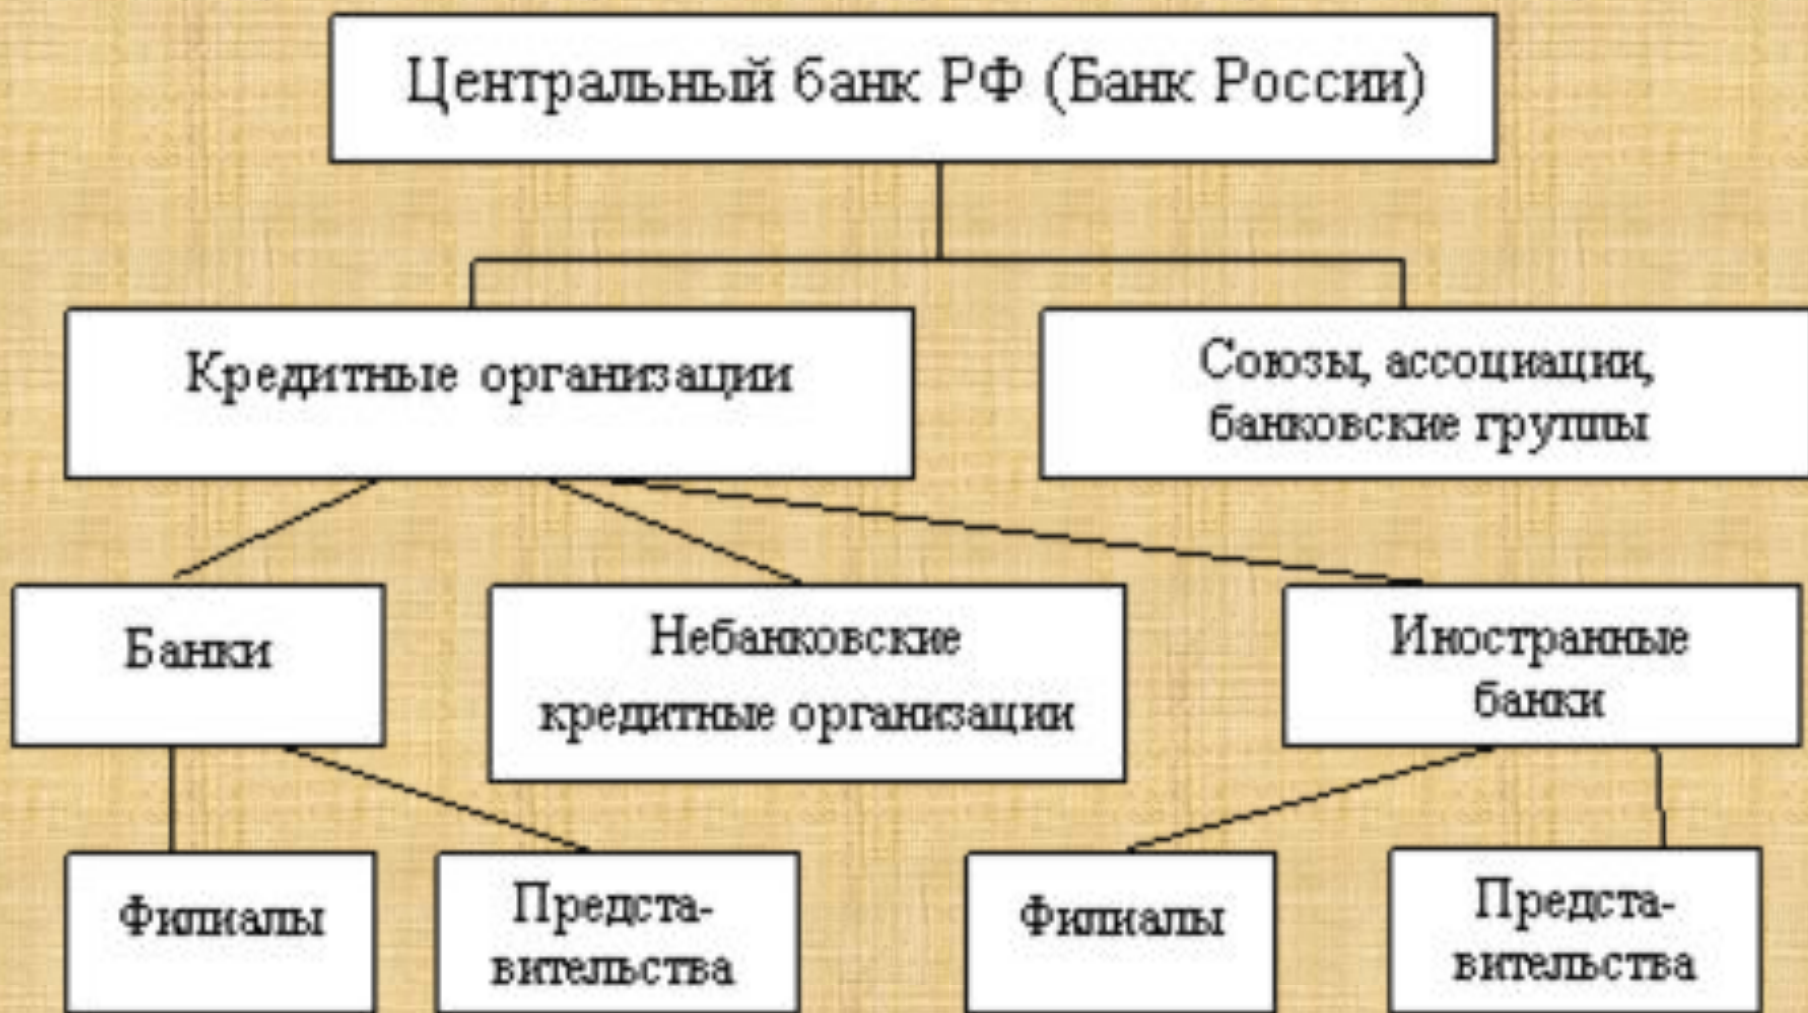 Центральный банк РФ (Банк России)
Кредитные организации
Союзы, ассоциации,
банковские группы
Банки
Небанковские
кредитные организации
Иностранные
банки
Филиалы
Предста-
вительства
Филиалы
Предста-
вительства